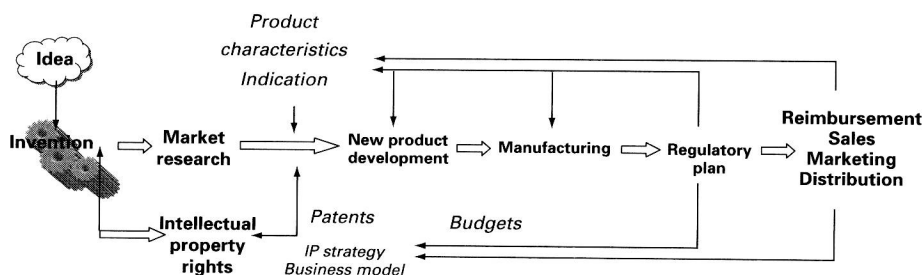 Product
characteristics
Indication
Idea
Invention
Market
research
New product
development
Manufacturing
Regulatory
plan
Reimbursement
Sales
Marketing
Distribution
Intellectual
property
rights
Patents
IP strategy
Business model
Budgets